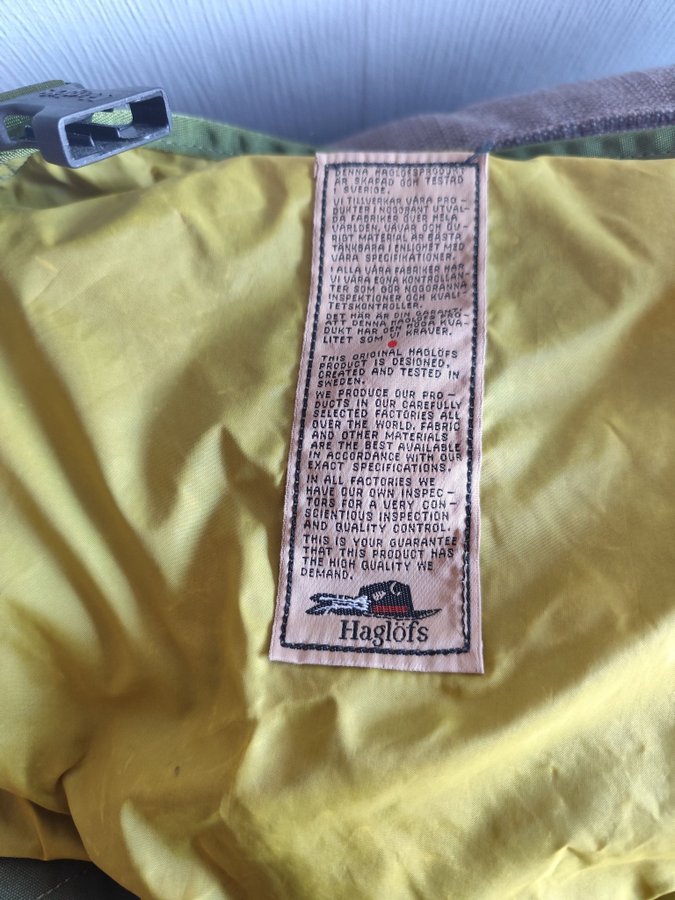 DENNA HAGLÖFSPRODUKT
ÄR SKAPAD OCH TESTAD
I SVERIGE.
VI TILLVERKAR VÅRA PRO-
DUKTER I NOGGRANT UTVAL-
DA FABRIKER ÖVER HELA
VÄRLDEN. VÄVAR OCH ÖV-
RIGT MATERIAL ÄR BÄSTA
TÄNKBARA I ENLIGHET MED
VÅRA SPECIFIKATIONER.
I ALLA VÅRA FABRIKER HAR
VI VÅRA EGNA KONTROLLAN-
TER SOM GÖR NOGGRANNA
INSPEKTIONER OCH KVALI-
TETSKONTROLLER.
DET HÄR ÄR DIN GARANTI
ATT DENNA HAGLÖFS PRO-
DUKT HAR DEN HÖGA KVA-
LITET SOM VI KRÄVER.
THIS ORIGINAL HAGLÖFS
PRODUCT IS DESIGNED,
CREATED AND TESTED IN
SWEDEN.
WE PRODUCE OUR PRO-
DUCTS IN OUR CAREFULLY
SELECTED FACTORIES ALL
OVER THE WORLD. FABRIC
AND OTHER MATERIALS
ARE THE BEST AVAILABLE
IN ACCORDANCE WITH OUR
EXACT SPECIFICATIONS.
IN ALL FACTORIES WE
HAVE OUR OWN INSPEC-
TORS FOR A VERY CON-
SCIENTIOUS INSPECTION
AND QUALITY CONTROL.
THIS IS YOUR GUARANTEE
THAT THIS PRODUCT HAS
THE HIGH QUALITY WE
DEMAND.
Haglöfs